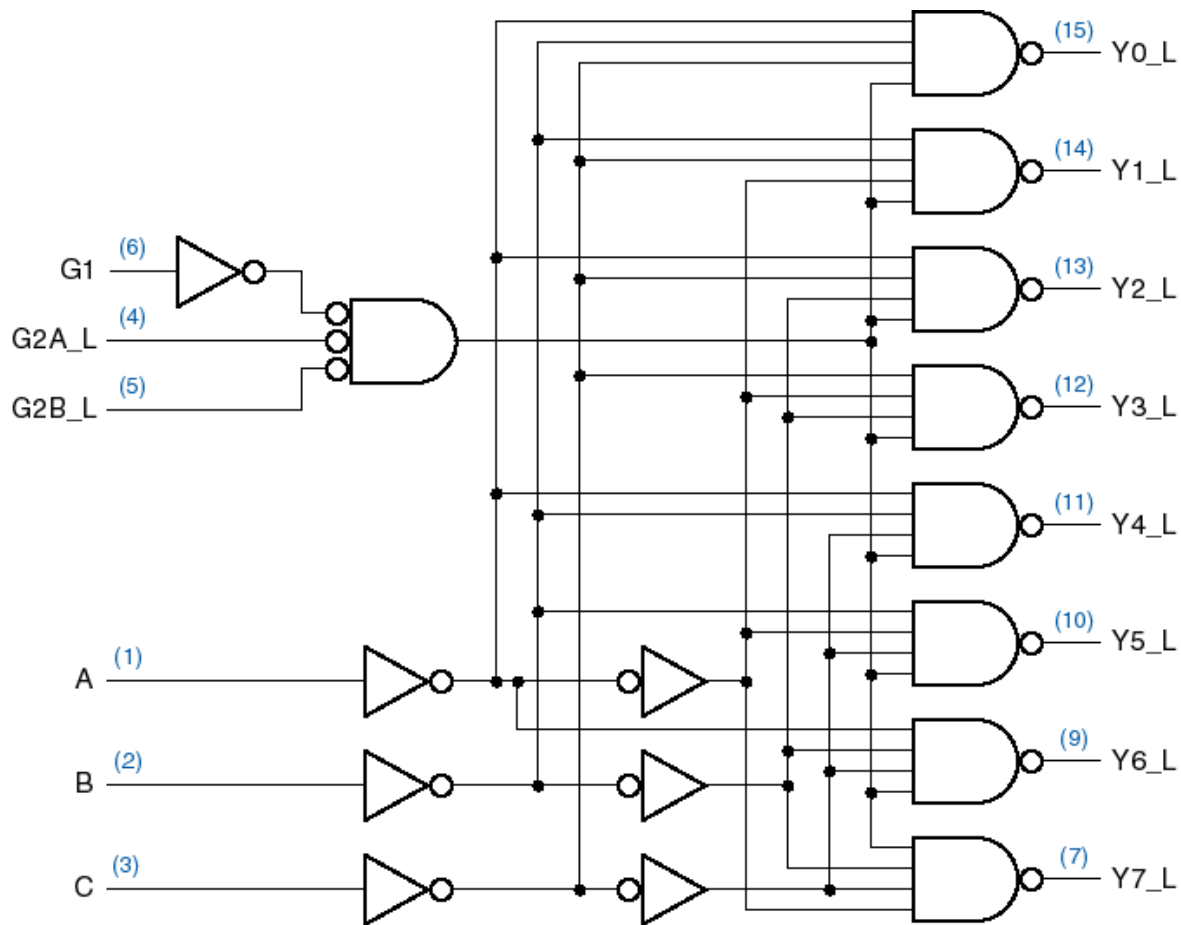 (15) Y0_L
(14) Y1_L
(6) G1
(13) Y2_L
(4) G2A_L
(5) G2B_L
(12) Y3_L
(11) Y4_L
(10) Y5_L
(1) A
(9) Y6_L
(2) B
(3) C
(7) Y7_L